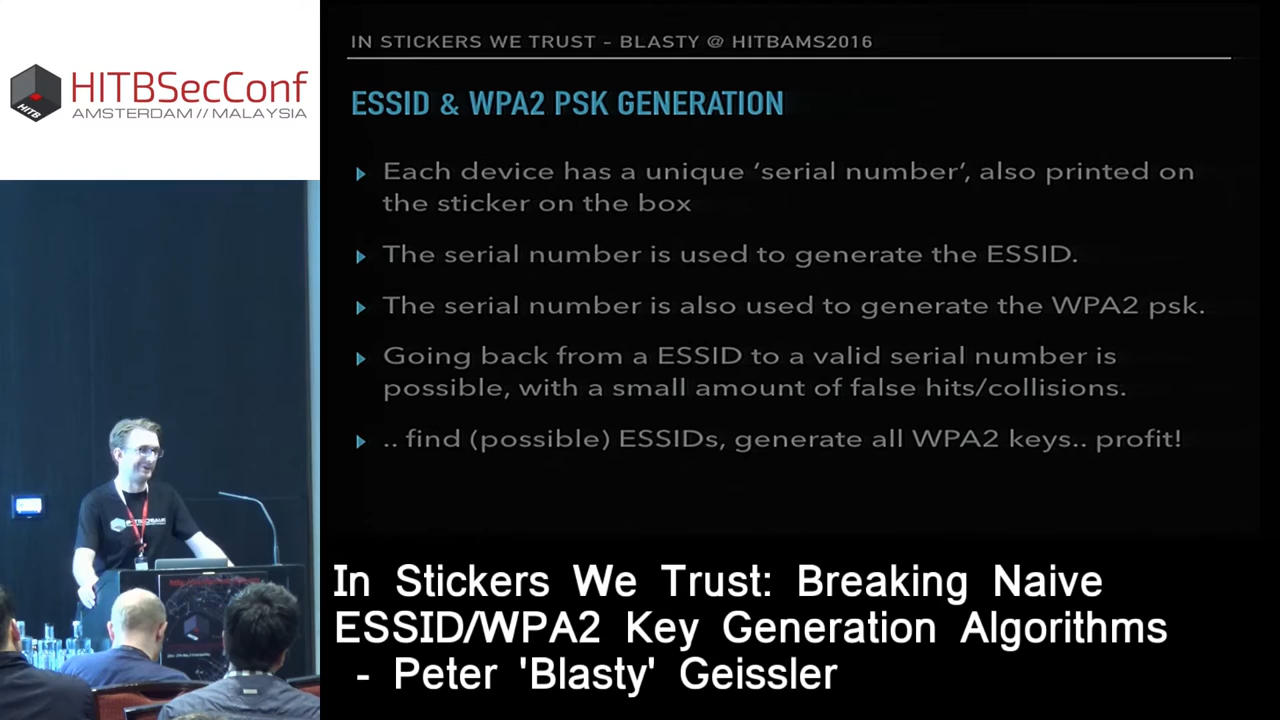 HITBSecConf
AMSTERDAM // MALAYSIA
HITB
IN STICKERS WE TRUST – BLASTY @ HITBAMS2016
ESSID & WPA2 PSK GENERATION
Each device has a unique ‘serial number’, also printed on
the sticker on the box
The serial number is used to generate the ESSID.
The serial number is also used to generate the WPA2 psk.
Going back from a ESSID to a valid serial number is
possible, with a small amount of false hits/collisions.
.. find (possible) ESSIDs, generate all WPA2 keys.. profit!
In Stickers We Trust: Breaking Naive
ESSID/WPA2 Key Generation Algorithms
- Peter 'Blasty' Geissler